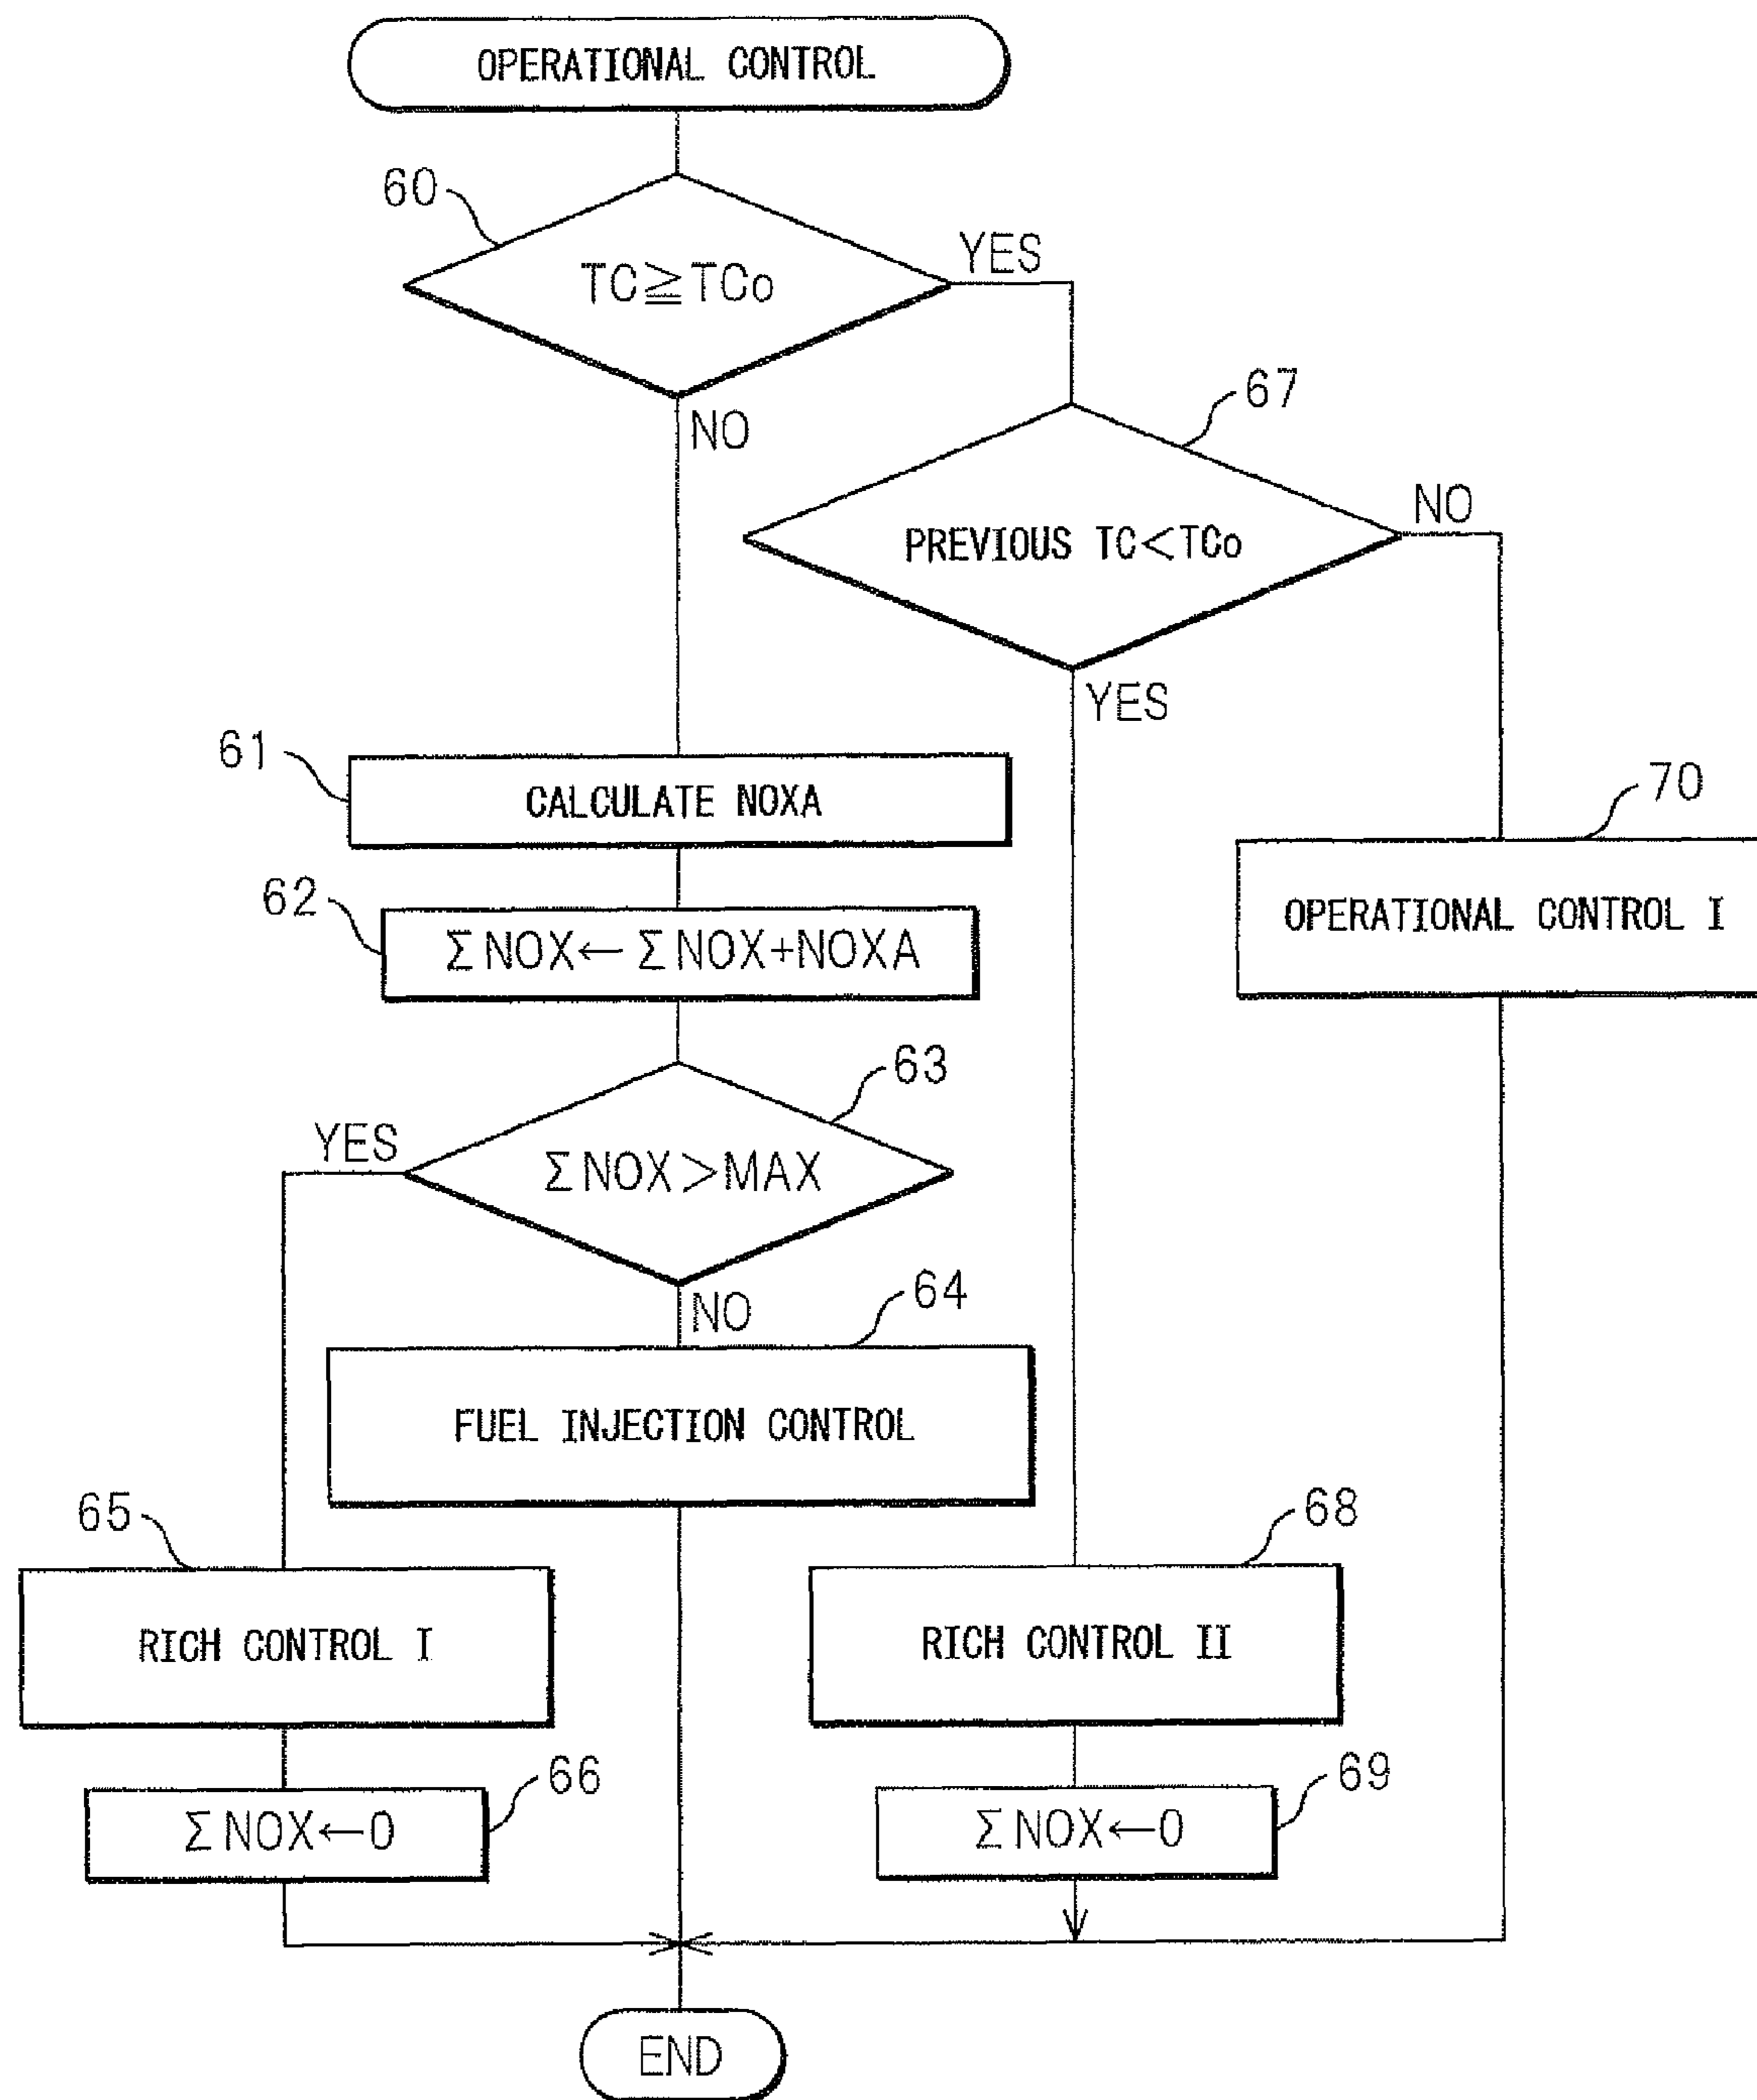 OPERATIONAL CONTROL
60
TC≧TCo
YES
NO
67
PREVIOUS TC<TCo
NO
YES
61
CALCULATE NOXA
62
ΣNOX←ΣNOX+NOXA
70
OPERATIONAL CONTROL I
63
YES
ΣNOX>MAX
NO
64
FUEL INJECTION CONTROL
65
RICH CONTROL I
68
RICH CONTROL II
66
ΣNOX←0
69
ΣNOX←0
END